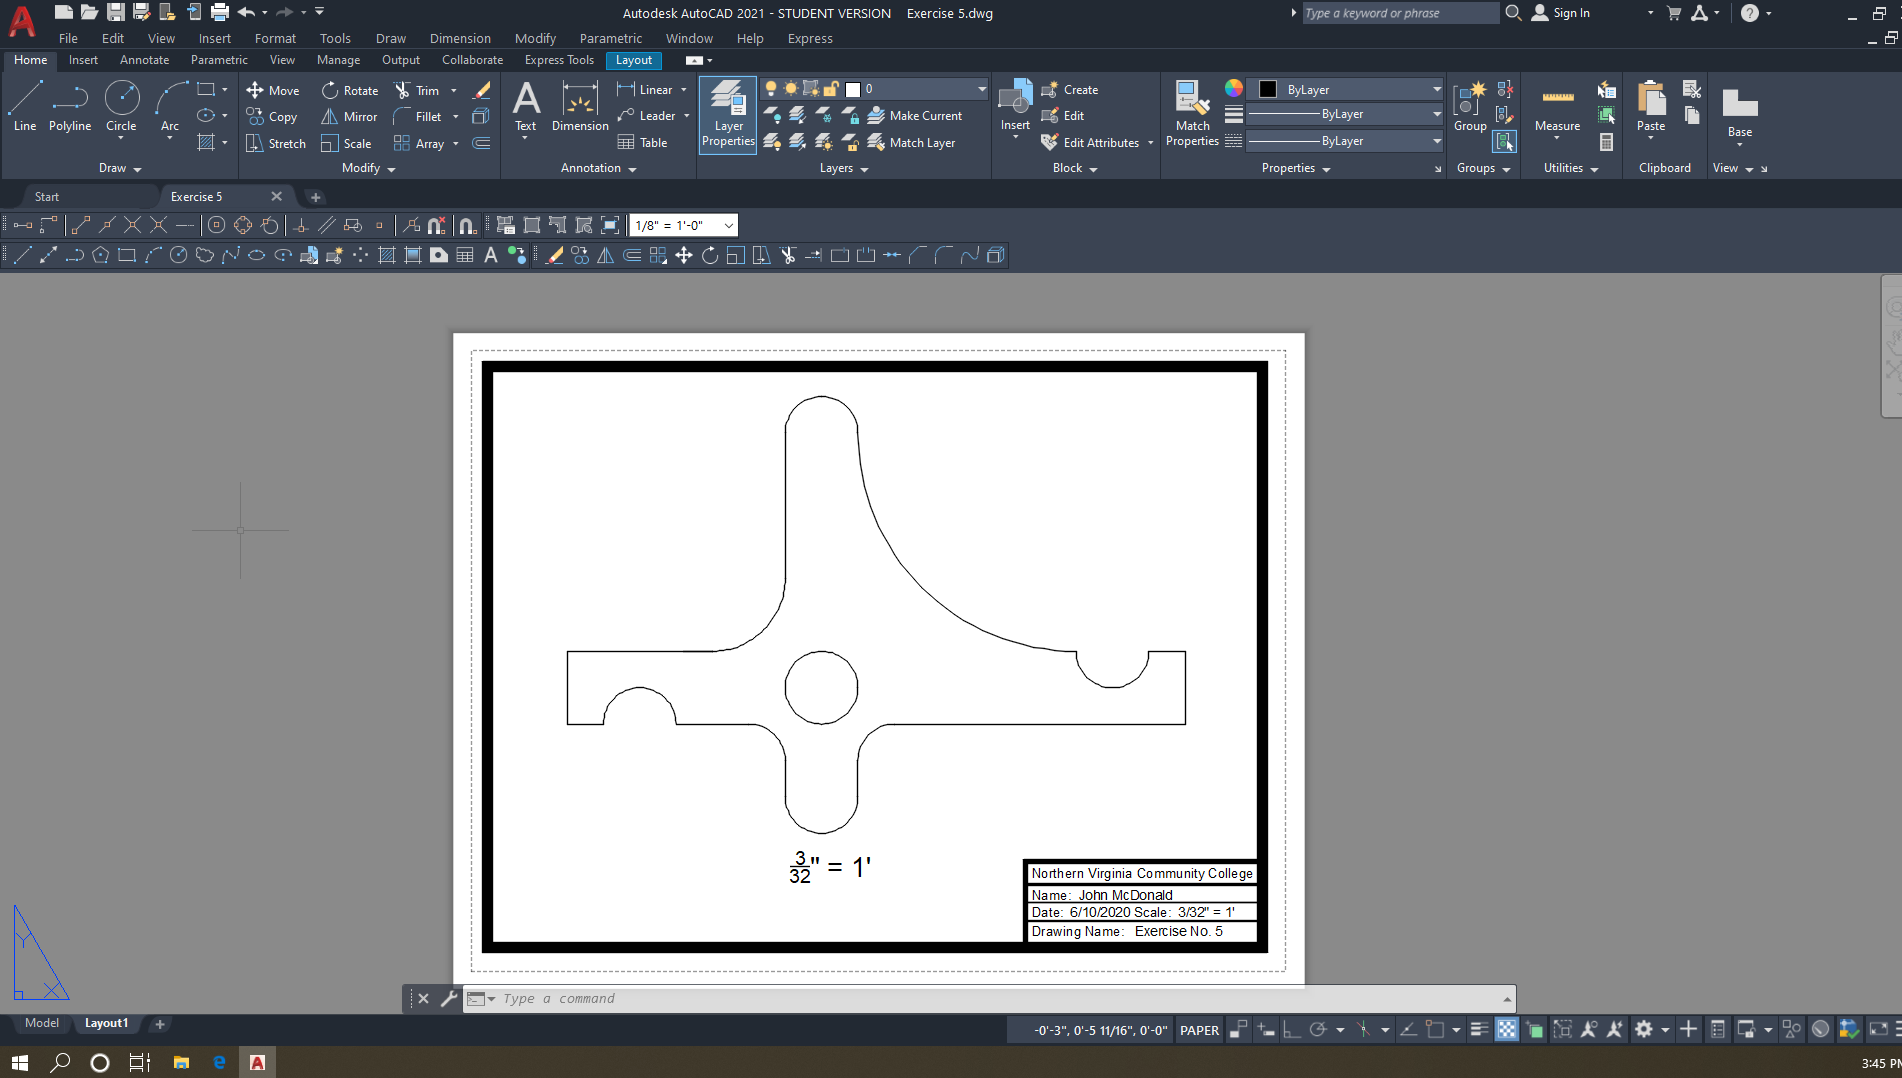 Autodesk AutoCAD 2021 - STUDENT VERSION Exercise 5.dwg
Type a keyword or phrase
Sign In
File Edit View Insert Format Tools Draw Dimension Modify Parametric Window Help Express
Home Insert Annotate Parametric View Manage Output Collaborate Express Tools Layout
Line Polyline Circle Arc
Draw
Move Rotate Trim
Copy Mirror Fillet
Stretch Scale Array
Modify
Text Dimension
Linear
Leader
Table
Annotation
Layer Properties
0
Make Current
Match Layer
Layers
Insert
Create
Edit
Edit Attributes
Block
Match Properties
ByLayer
ByLayer
ByLayer
Properties
Group
Groups
Measure
Utilities
Paste
Clipboard
Base
View
Start Exercise 5
1/8" = 1'-0"
3/32" = 1'
Northern Virginia Community College
Name: John McDonald
Date: 6/10/2020 Scale: 3/32" = 1'
Drawing Name: Exercise No. 5
Y
X
Type a command
Model Layout1
-0'-3", 0'-5 11/16", 0'-0" PAPER
3:45 PM